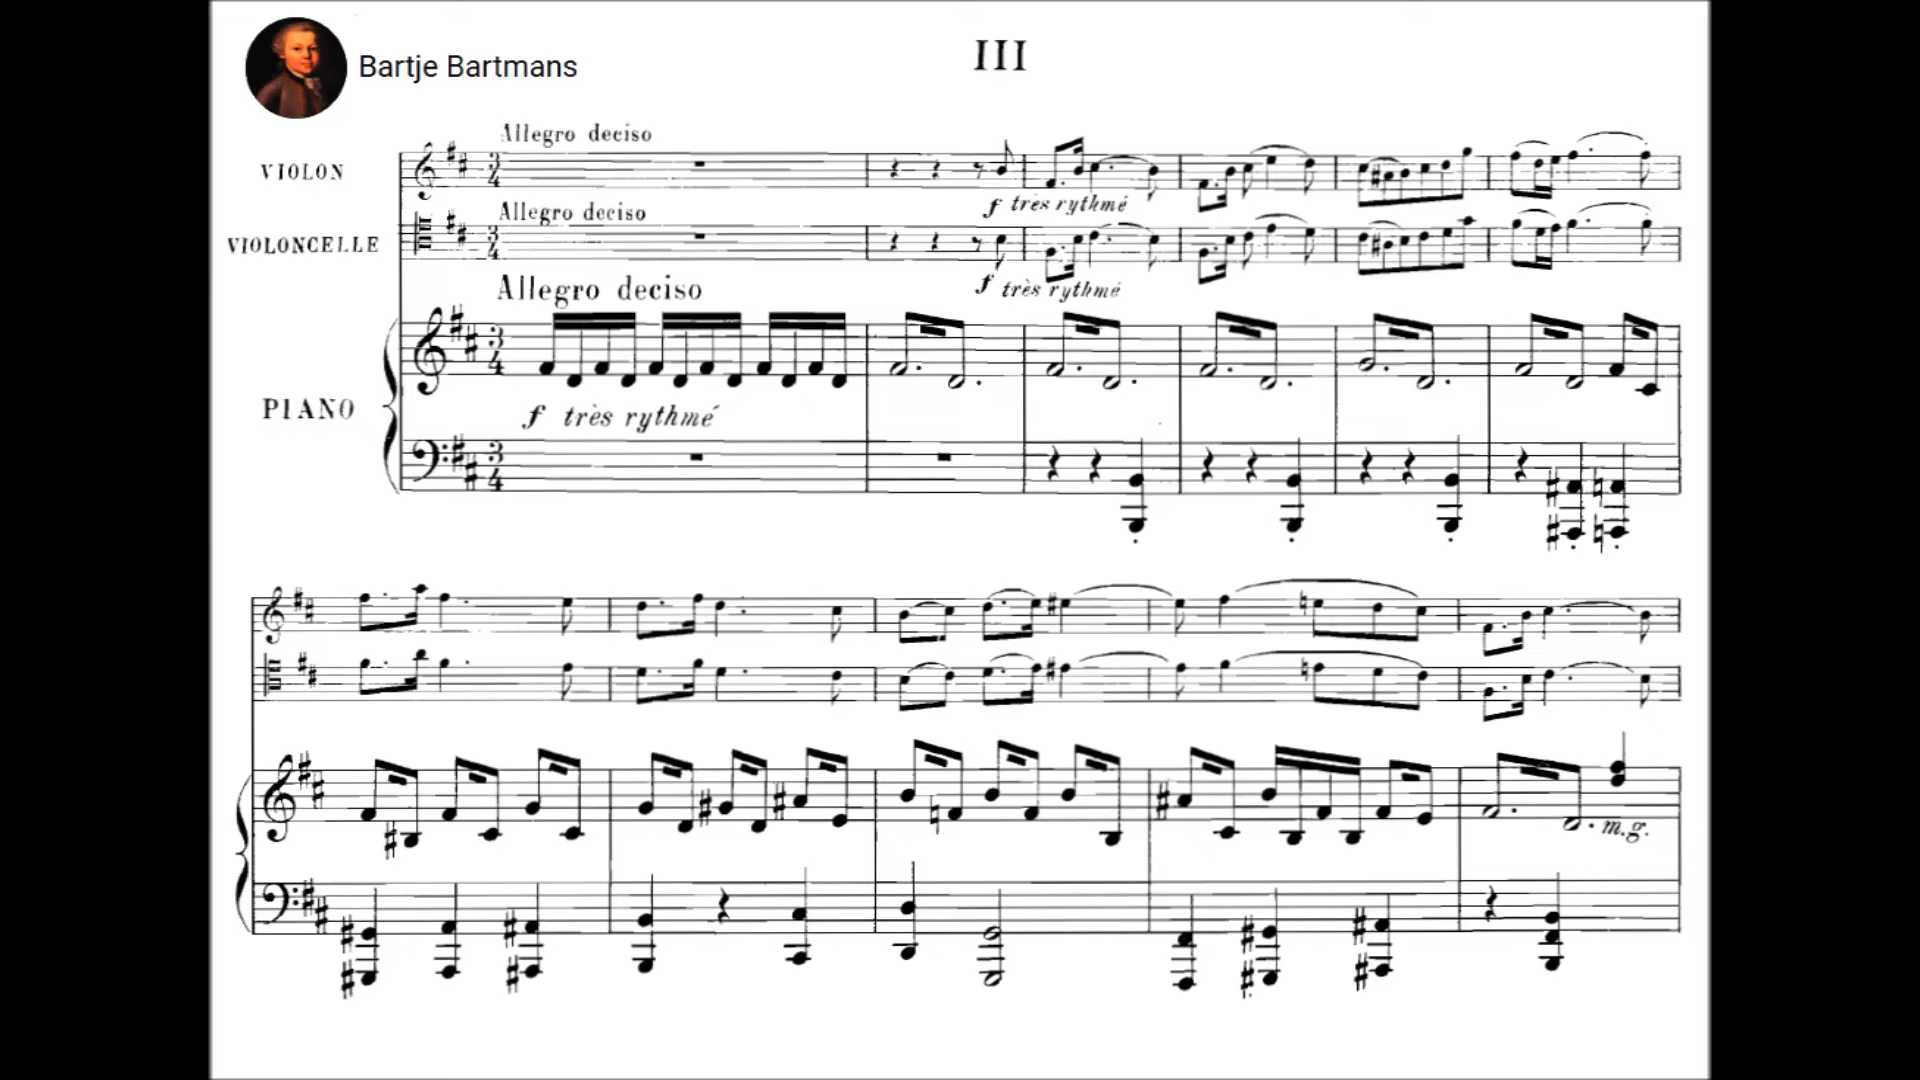 Bartje Bartmans
III
Allegro deciso
VIOLON
f très rythmé
Allegro deciso
VIOLONCELLE
f très rythmé
Allegro deciso
PIANO
f très rythmé
m.g.